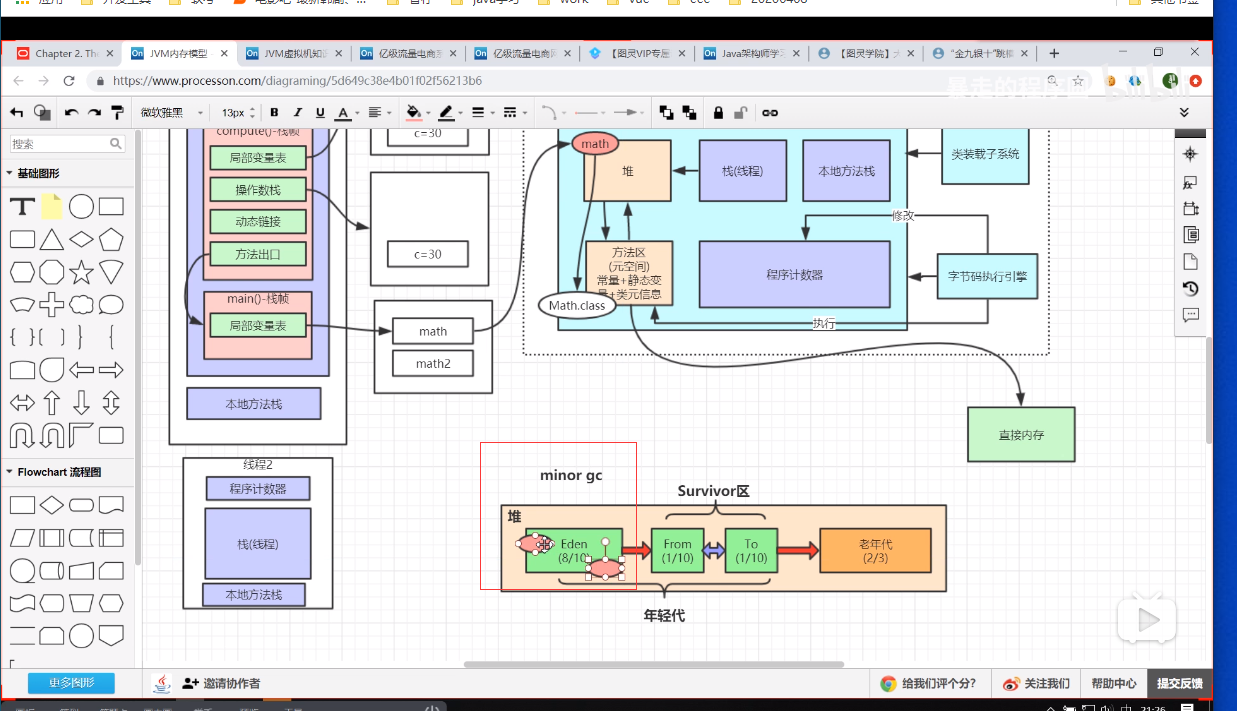 Chapter 2. Th
JVM内存模型
JVM虚拟机知
亿级流量电商
亿级流量电商
【图灵VIP专属
Java架构师学
【图灵学院】
“金九银十”跳槽
https://www.processon.com/diagraming/5d649c38e4b01f02f56213b6
微软雅黑
13px
B
I
U
A
搜索
基础图形
Flowchart 流程图
更多图形
compute()-栈帧
局部变量表
操作数栈
动态链接
方法出口
main()-栈帧
局部变量表
本地方法栈
c=30
c=30
math
math2
math
堆
栈(线程)
本地方法栈
类装载子系统
修改
方法区
(元空间)
常量+静态变
量+类元信息
Math.class
程序计数器
字节码执行引擎
执行
直接内存
线程2
程序计数器
栈(线程)
本地方法栈
minor gc
Survivor区
堆
Eden
(8/10)
From
(1/10)
To
(1/10)
老年代
(2/3)
年轻代
邀请协作者
给我们评个分?
关注我们
帮助中心
提交反馈
21:26